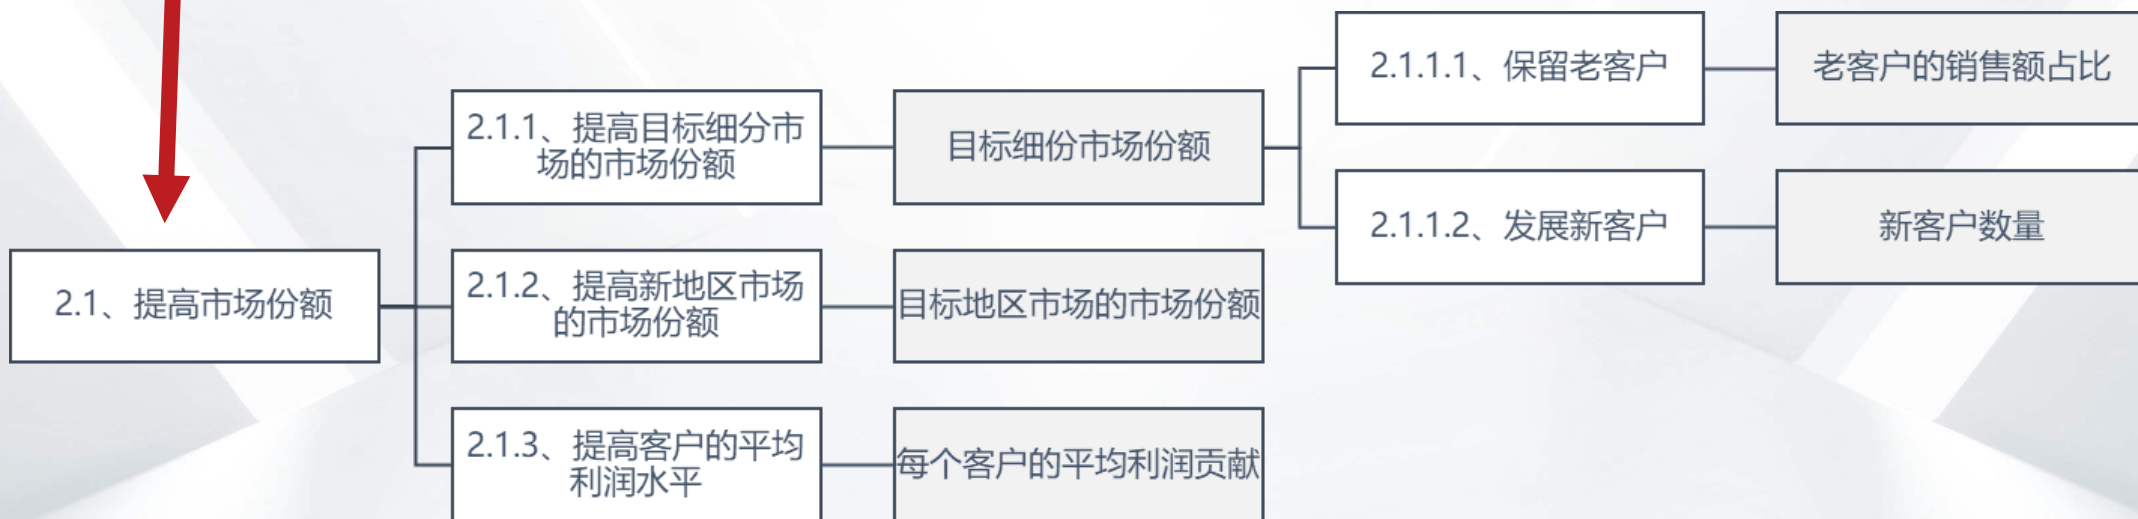 2.1.1.1、保留老客户
老客户的销售额占比
2.1.1、提高目标细分市
场的市场份额
目标细份市场份额
2.1.1.2、发展新客户
新客户数量
2.1、提高市场份额
2.1.2、提高新地区市场
的市场份额
目标地区市场的市场份额
2.1.3、提高客户的平均
利润水平
每个客户的平均利润贡献